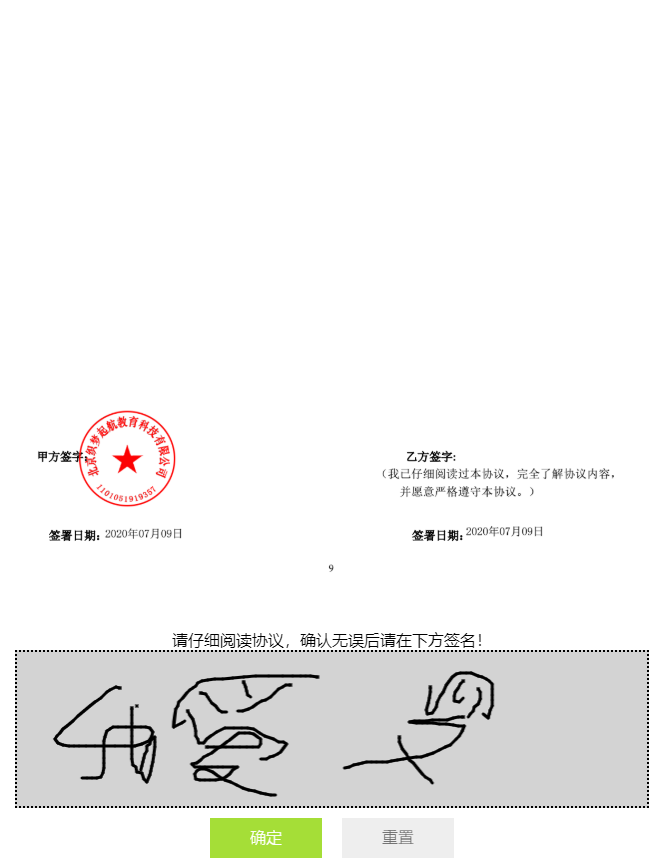 甲方签字：
北京织梦起航教育科技有限公司
1101051919357
乙方签字:
（我已仔细阅读过本协议，完全了解协议内容，
并愿意严格遵守本协议。）
签署日期：2020年07月09日
签署日期：2020年07月09日
9
请仔细阅读协议，确认无误后请在下方签名！
确定
重置